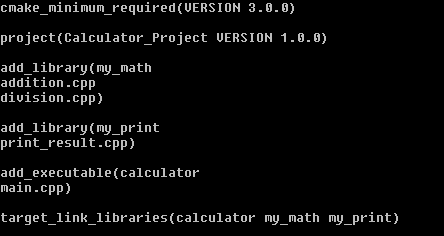 cmake_minimum_required(VERSION 3.0.0)
project(Calculator_Project VERSION 1.0.0)
add_library(my_math
addition.cpp
division.cpp)
add_library(my_print
print_result.cpp)
add_executable(calculator
main.cpp)
target_link_libraries(calculator my_math my_print)